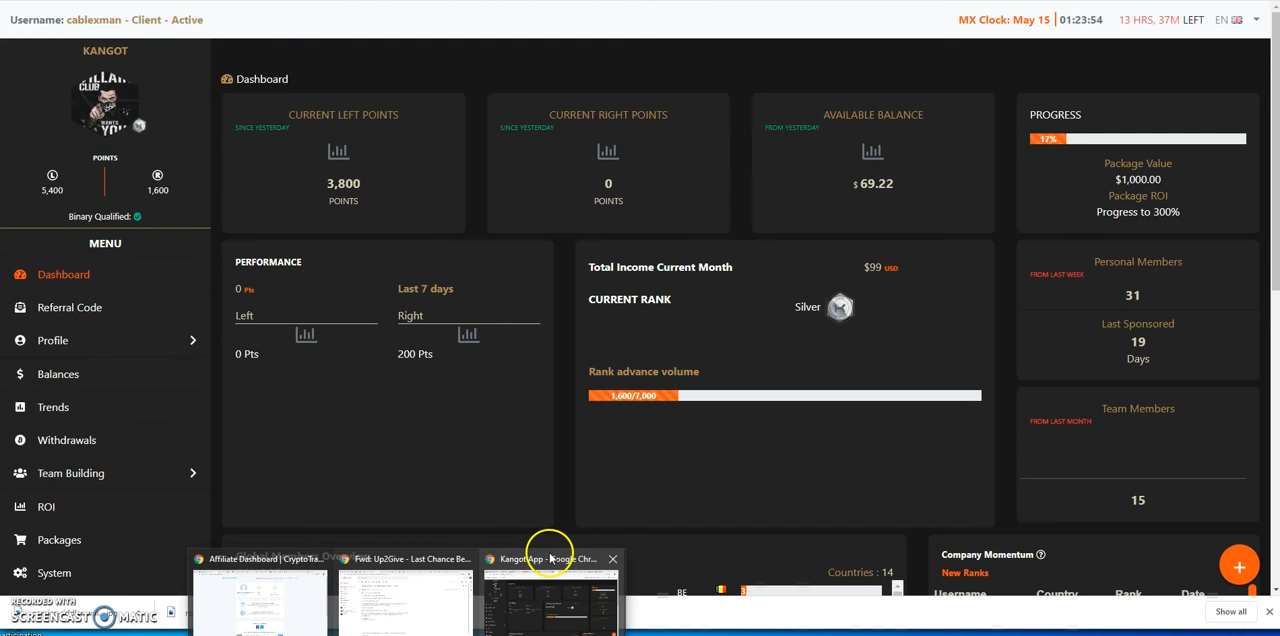 Username: cablexman - Client - Active
MX Clock: May 15 01:23:54 13 HRS, 37M LEFT EN
KANGOT
CLUB
WANTS
YOU
POINTS
L R
5,400 1,600
Binary Qualified:
MENU
Dashboard
Referral Code
Profile
Balances
Trends
Withdrawals
Team Building
ROI
Packages
System
Dashboard
CURRENT LEFT POINTS
SINCE YESTERDAY
3,800
POINTS
CURRENT RIGHT POINTS
SINCE YESTERDAY
0
POINTS
AVAILABLE BALANCE
FROM YESTERDAY
$ 69.22
PROGRESS
17%
Package Value
$1,000.00
Package ROI
Progress to 300%
PERFORMANCE
0 Pts Last 7 days
Left Right
0 Pts 200 Pts
Total Income Current Month $99 USD
CURRENT RANK Silver
Rank advance volume
1,600/7,000
Personal Members
FROM LAST WEEK
31
Last Sponsored
19
Days
Team Members
FROM LAST MONTH
15
Countries : 14
BE
Company Momentum
New Ranks
Username Country Rank Date
Affiliate Dashboard | CryptoTra...
Fwd: Up2Give - Last Chance Be...
Kangot App - Google Chr...
RECORDED WITH
SCREENCAST MATIC
Show all